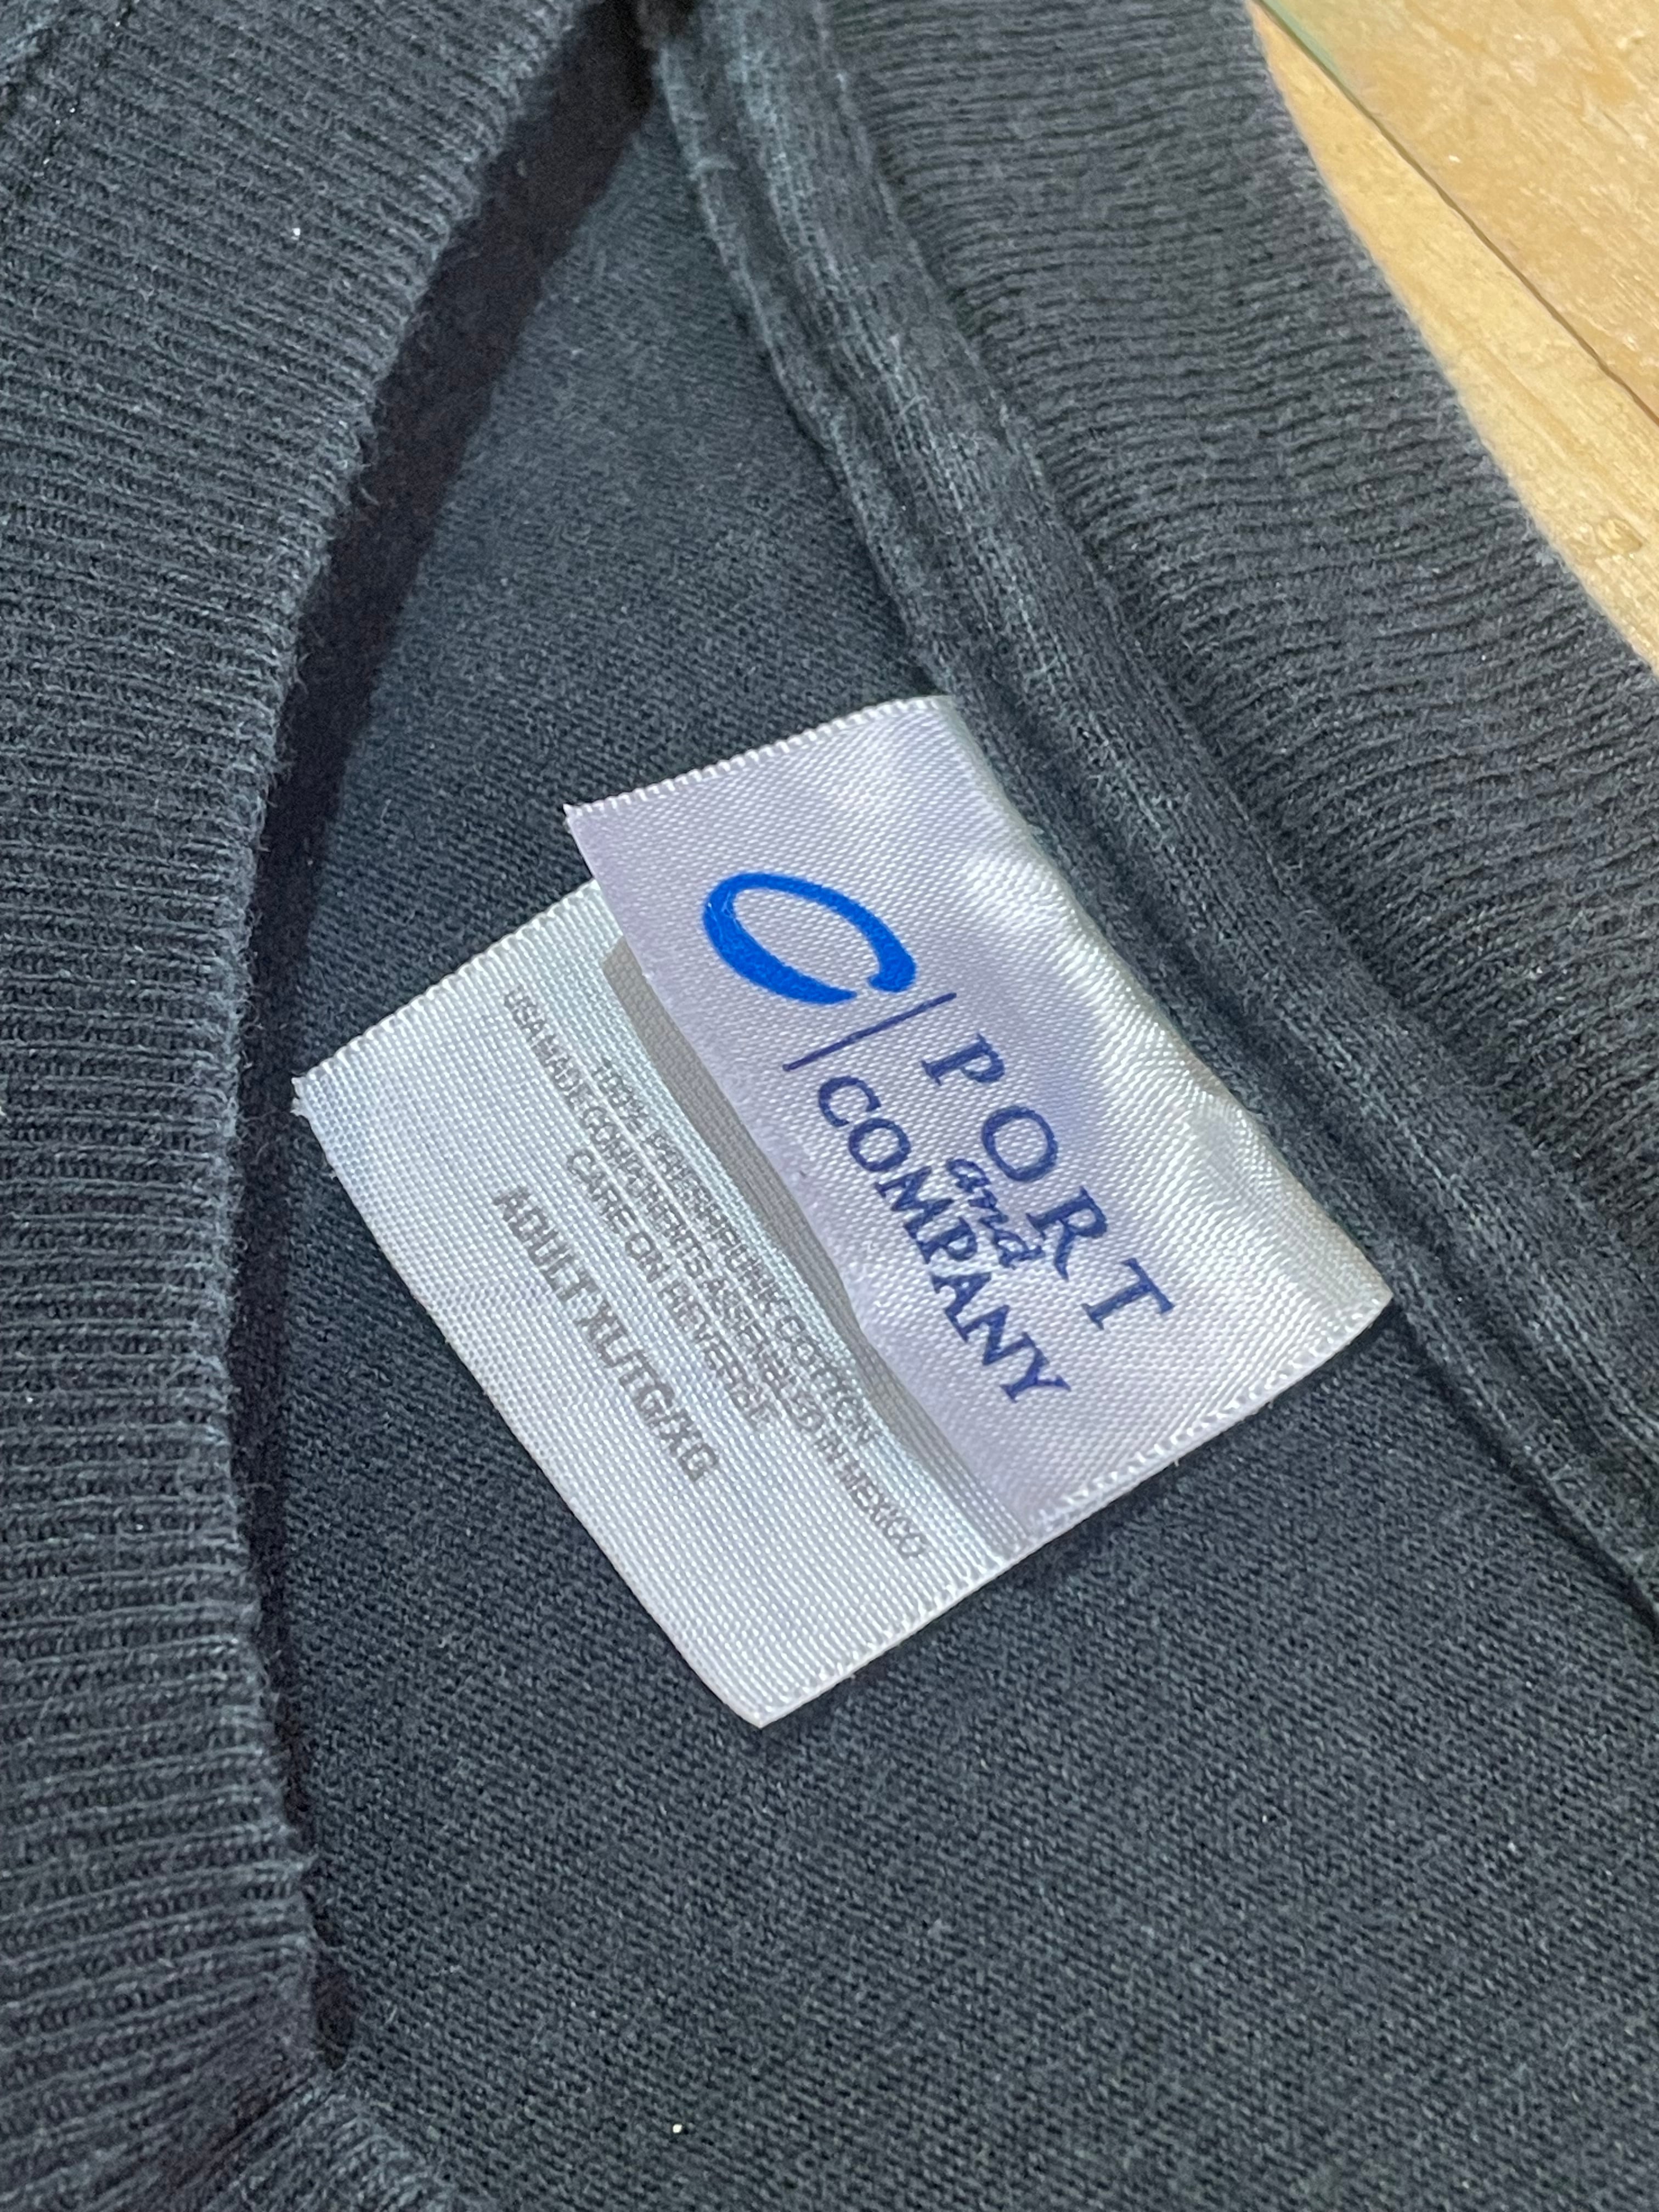 C
PORT
and
COMPANY
100% PRESHRUNK COTTON
USA MADE COMPONENTS ASSEMBLED IN MEXICO
CARE ON REVERSE
ADULT XL/TG/XG